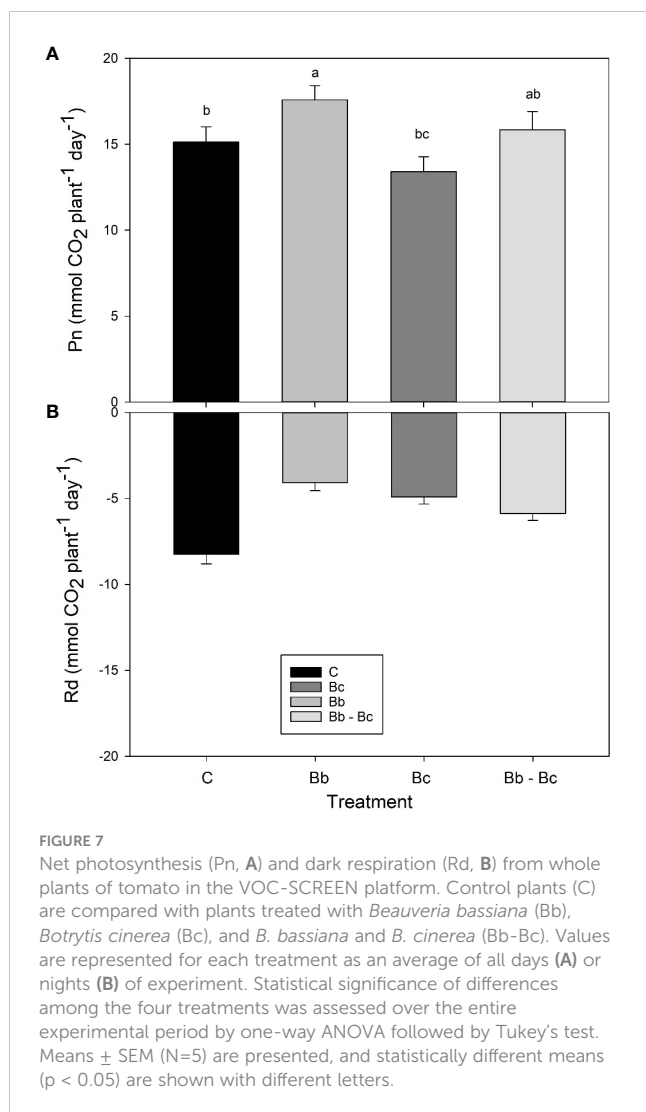 A
20
15
10
5
0
Pn (mmol CO2 plant-1 day-1)
b
a
bc
ab
B
0
-5
-10
-15
-20
Rd (mmol CO2 plant-1 day-1)
C
Bc
Bb
Bb - Bc
C Bb Bc Bb - Bc
Treatment
FIGURE 7
Net photosynthesis (Pn, A) and dark respiration (Rd, B) from whole
plants of tomato in the VOC-SCREEN platform. Control plants (C)
are compared with plants treated with Beauveria bassiana (Bb),
Botrytis cinerea (Bc), and B. bassiana and B. cinerea (Bb-Bc). Values
are represented for each treatment as an average of all days (A) or
nights (B) of experiment. Statistical significance of differences
among the four treatments was assessed over the entire
experimental period by one-way ANOVA followed by Tukey's test.
Means ± SEM (N=5) are presented, and statistically different means
(p < 0.05) are shown with different letters.